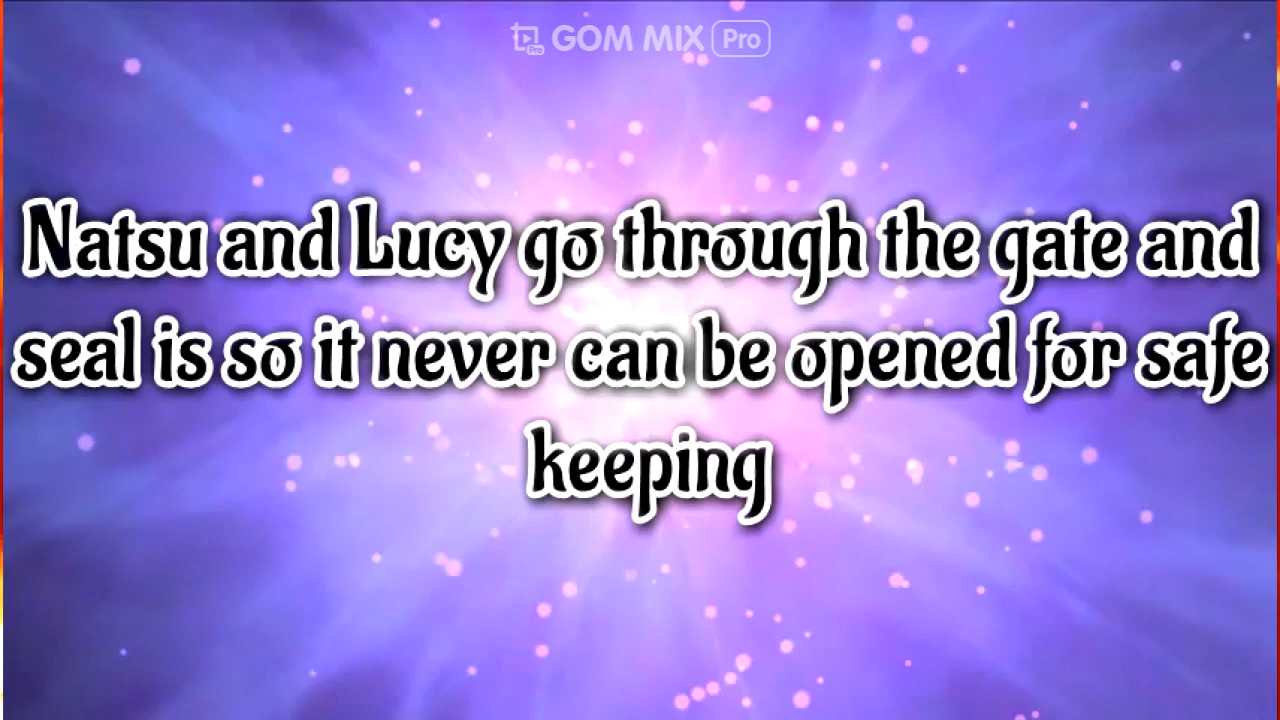 GOM MIX Pro
Natsu and Lucy go through the gate and
seal is so it never can be opened for safe
keeping